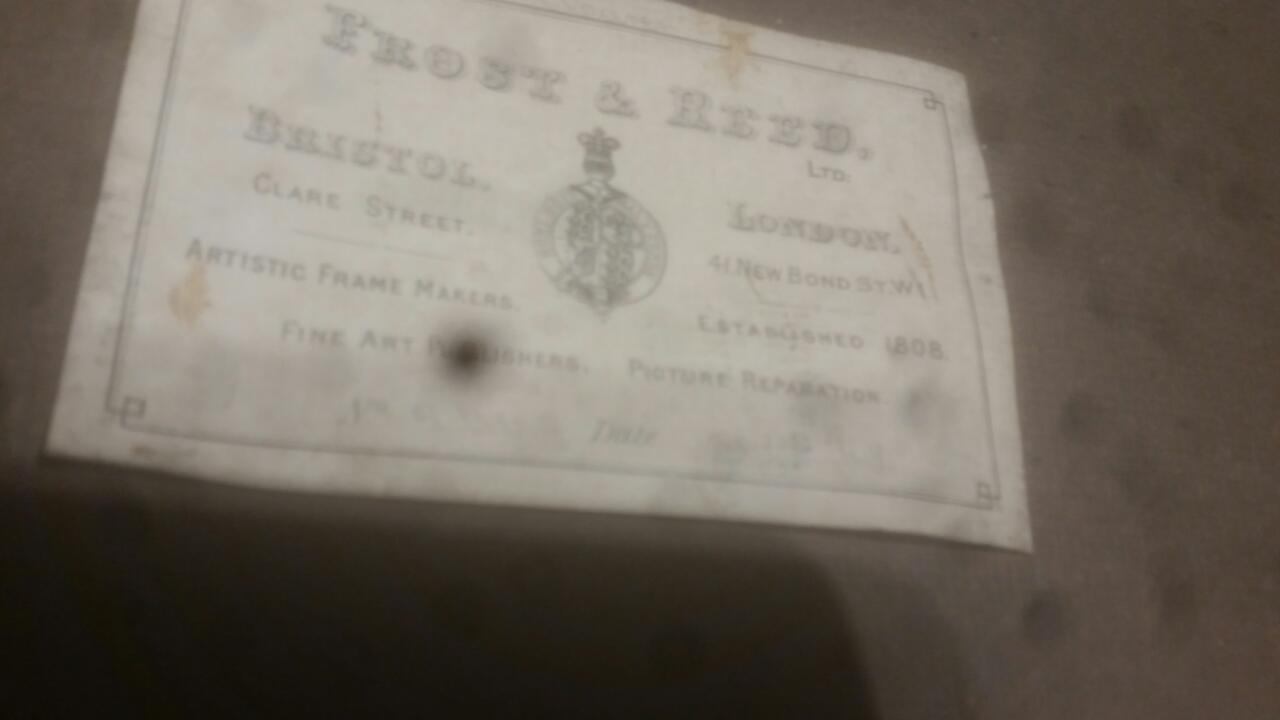 FROST & REED,
LTD:
BRISTOL.
CLARE STREET.
ARTISTIC FRAME MAKERS.
LONDON,
41, NEW BOND ST. W1
ESTABLISHED 1808.
FINE ART PUBLISHERS. PICTURE REPARATION.
No.
Date